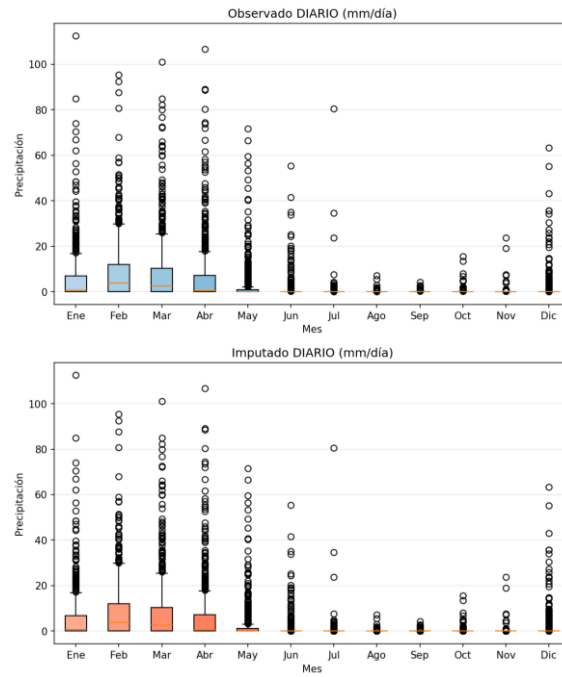 Observado DIARIO (mm/día)
Precipitación
100
80
60
40
20
0
Ene Feb Mar Abr May Jun Jul Ago Sep Oct Nov Dic
Mes
Imputado DIARIO (mm/día)
Precipitación
100
80
60
40
20
0
Ene Feb Mar Abr May Jun Jul Ago Sep Oct Nov Dic
Mes